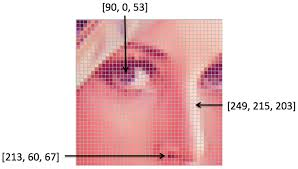 [90, 0, 53]
[249, 215, 203]
[213, 60, 67]